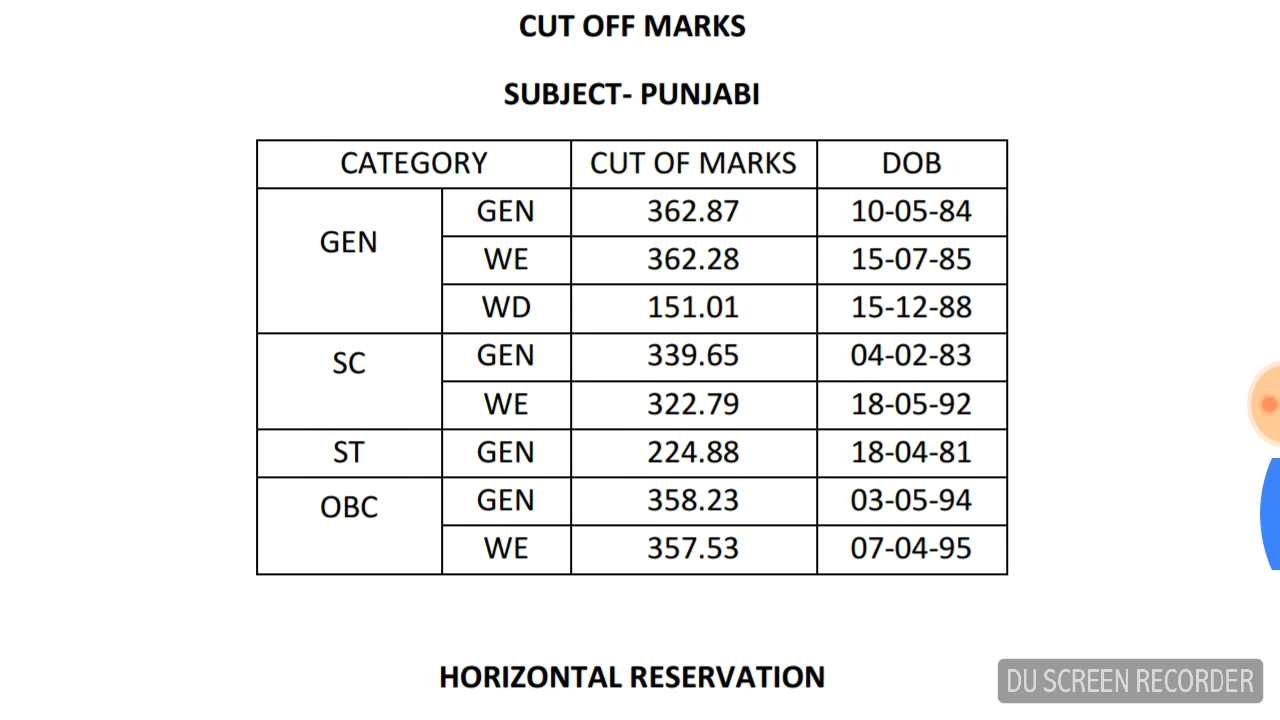 CUT OFF MARKS
SUBJECT- PUNJABI
CATEGORY CUT OF MARKS DOB
GEN GEN 362.87 10-05-84
WE 362.28 15-07-85
WD 151.01 15-12-88
SC GEN 339.65 04-02-83
WE 322.79 18-05-92
ST GEN 224.88 18-04-81
OBC GEN 358.23 03-05-94
WE 357.53 07-04-95
HORIZONTAL RESERVATION
DU SCREEN RECORDER